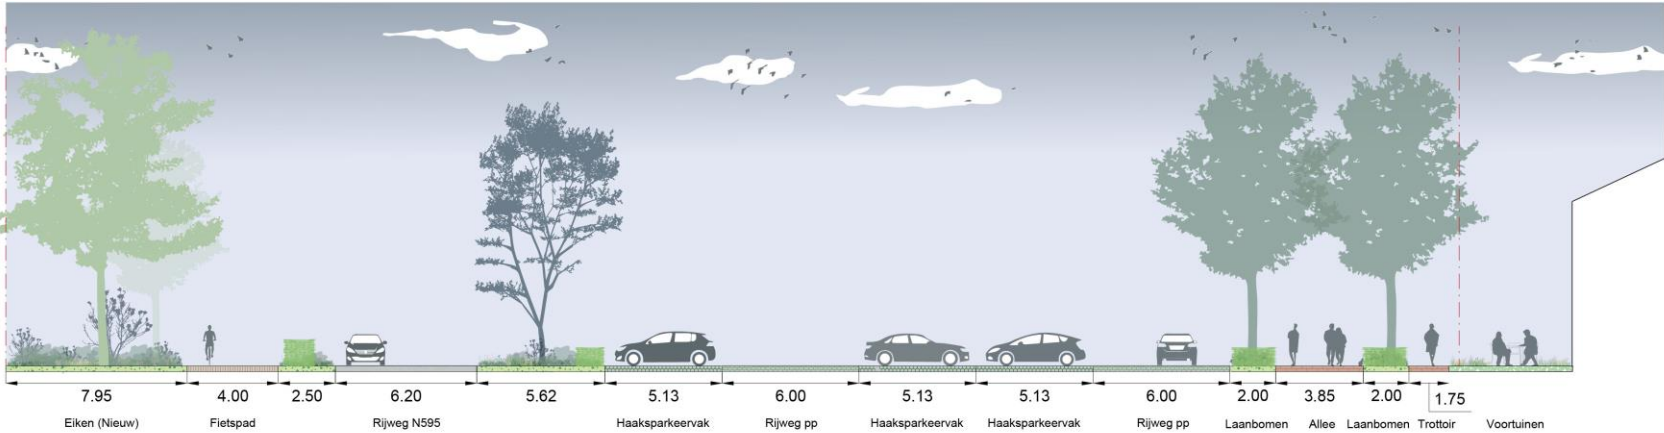 7.95 4.00 2.50 6.20 5.62 5.13 6.00 5.13 5.13 6.00 2.00 3.85 2.00 1.75
Eiken (Nieuw) Fietspad Rijweg N595 Haaksparkeervak Rijweg pp Haaksparkeervak Haaksparkeervak Rijweg pp Laanbomen Allee Laanbomen Trottoir Voortuinen